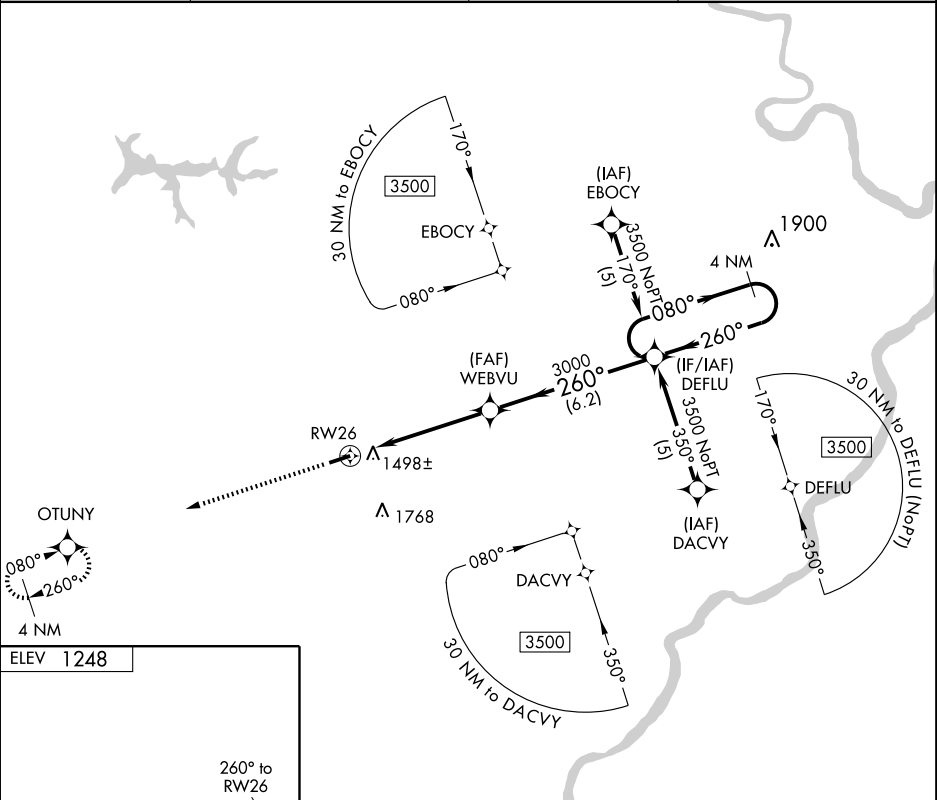 30 NM to EBOCY
170°
3500
EBOCY
080°
(IAF)
EBOCY
3500 NoPT
170°
(5)
1900
4 NM
080°
260°
(IF/IAF)
DEFLU
(FAF)
WEBVU
3000
260°
(6.2)
RW26
1498±
1768
3500 NoPT
350°
(5)
(IAF)
DACVY
30 NM to DEFLU (NoPT)
170°
3500
DEFLU
350°
OTUNY
080°
260°
4 NM
080°
DACVY
3500
350°
30 NM to DACVY
ELEV 1248
260° to
RW26